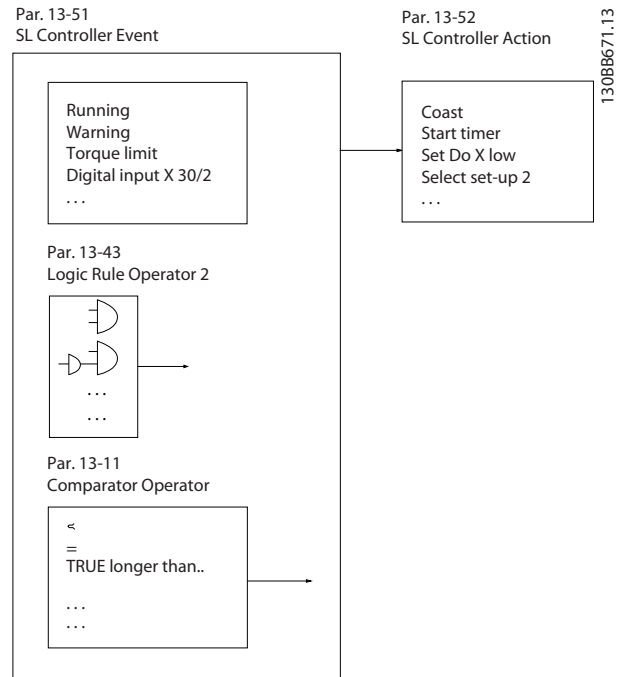 Par. 13-51
SL Controller Event
Par. 13-52
SL Controller Action
130BB671.13
Running
Warning
Torque limit
Digital input X 30/2
. . .
Coast
Start timer
Set Do X low
Select set-up 2
. . .
Par. 13-43
Logic Rule Operator 2
. . .
. . .
Par. 13-11
Comparator Operator
=
TRUE longer than..
. . .
. . .